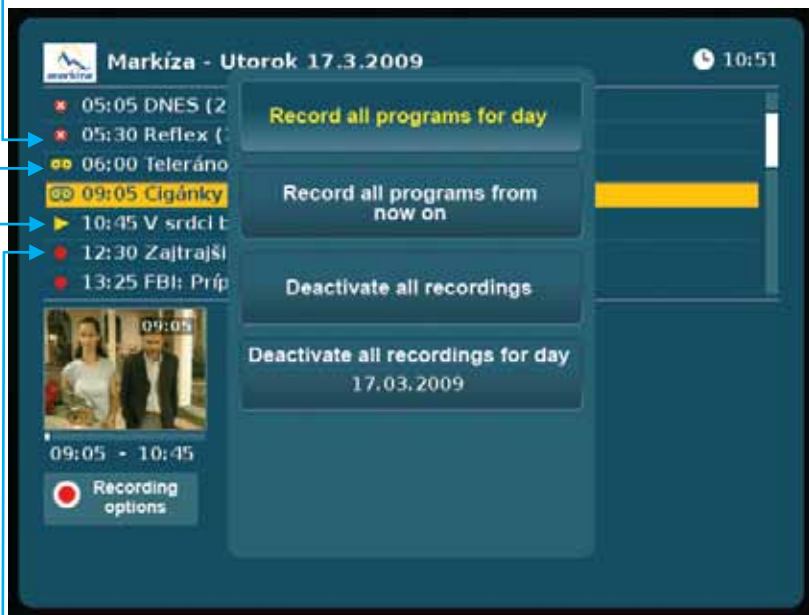 markíza
Markíza - Utorok 17.3.2009
10:51
05:05 DNES (2
05:30 Reflex (
06:00 Teleráno
09:05 Cigánky
10:45 V srdci
12:30 Zajtrajši
13:25 FBI: Príp
Record all programs for day
Record all programs from
now on
Deactivate all recordings
Deactivate all recordings for day
17.03.2009
09:05
09:05 - 10:45
Recording
options